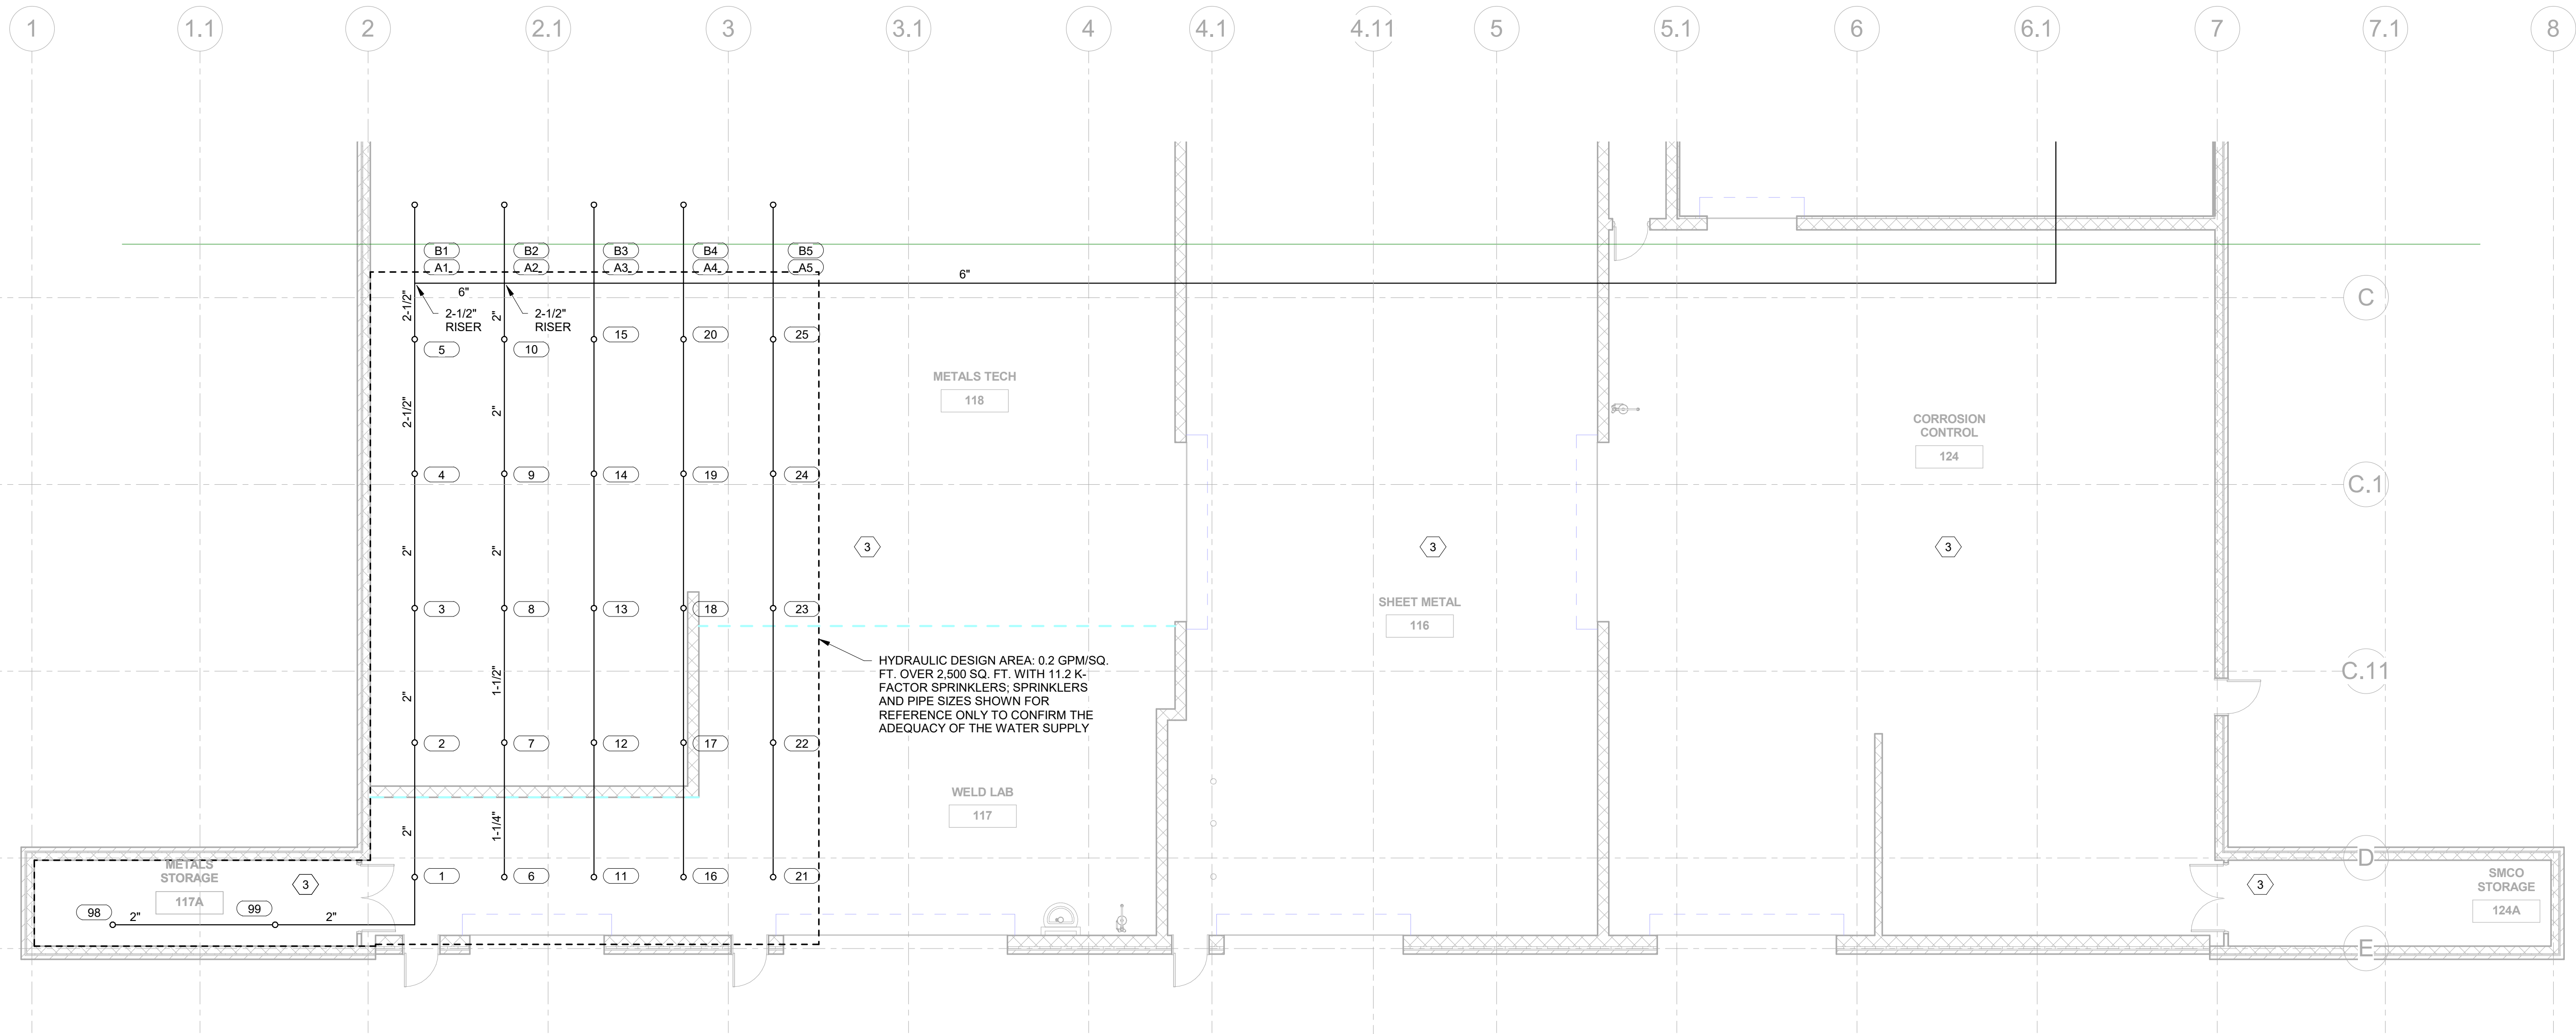 1 1.1 2 2.1 3 3.1 4 4.1 4.11 5 5.1 6 6.1 7 7.1 8
B1 B2 B3 B4 B5
A1 A2 A3 A4 A5
6"
6"
C
2-1/2"
2"
2-1/2"
RISER
2-1/2"
RISER
5
10
15
20
25
METALS TECH
118
2-1/2"
2"
CORROSION
CONTROL
124
4
9
14
19
24
C.1
2"
2"
3
3
3
3
8
13
18
23
SHEET METAL
116
2"
1-1/2"
HYDRAULIC DESIGN AREA: 0.2 GPM/SQ.
FT. OVER 2,500 SQ. FT. WITH 11.2 K-
FACTOR SPRINKLERS; SPRINKLERS
AND PIPE SIZES SHOWN FOR
REFERENCE ONLY TO CONFIRM THE
ADEQUACY OF THE WATER SUPPLY
C.11
2
7
12
17
22
WELD LAB
117
2"
1-1/4"
D
METALS
STORAGE
117A
3
1
6
11
16
21
3
SMCO
STORAGE
124A
98
2"
99
2"
E